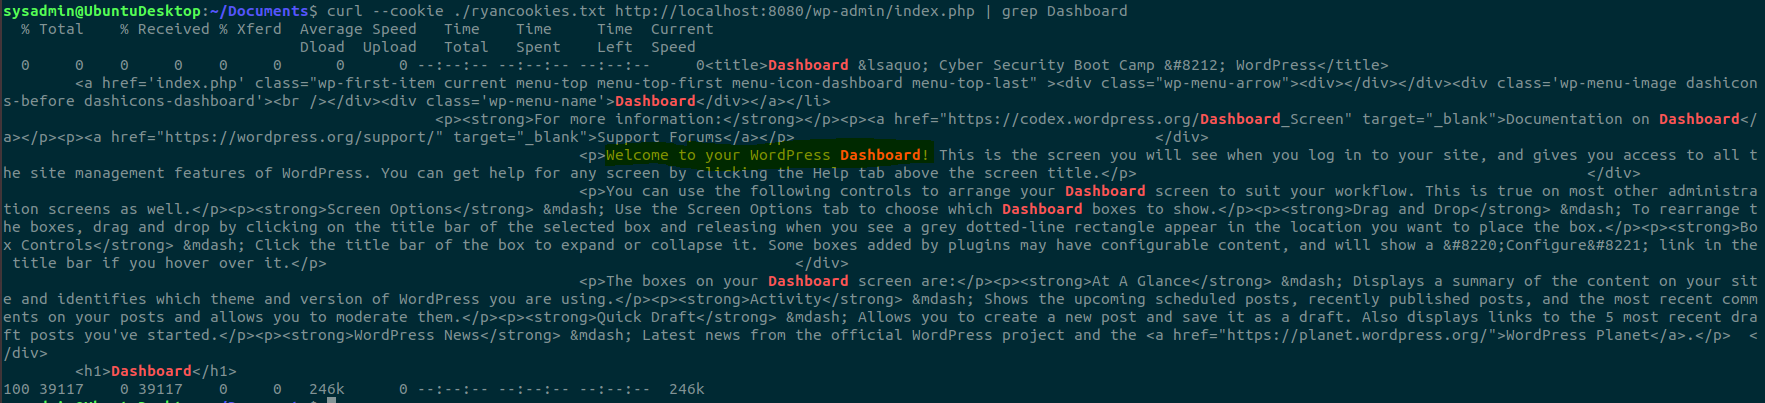 sysadmin@UbuntuDesktop:~/Documents$ curl --cookie ./ryancookies.txt http://localhost:8080/wp-admin/index.php | grep Dashboard
% Total % Received % Xferd Average Speed Time Time Time Current
Dload Upload Total Spent Left Speed
0 0 0 0 0 0 0 0 --:--:-- --:--:-- --:--:-- 0<title>Dashboard &lsaquo; Cyber Security Boot Camp &#8212; WordPress</title>
<a href='index.php' class="wp-first-item current menu-top menu-top-first menu-icon-dashboard menu-top-last" ><div class="wp-menu-arrow"><div></div></div><div class='wp-menu-image dashicon
s-before dashicons-dashboard'><br /></div><div class='wp-menu-name'>Dashboard</div></a></li>
<p><strong>For more information:</strong></p><p><a href="https://codex.wordpress.org/Dashboard_Screen" target="_blank">Documentation on Dashboard</
a></p><p><a href="https://wordpress.org/support/" target="_blank">Support Forums</a></p> </div>
<p>Welcome to your WordPress Dashboard! This is the screen you will see when you log in to your site, and gives you access to all t
he site management features of WordPress. You can get help for any screen by clicking the Help tab above the screen title.</p> </div>
<p>You can use the following controls to arrange your Dashboard screen to suit your workflow. This is true on most other administra
tion screens as well.</p><p><strong>Screen Options</strong> &mdash; Use the Screen Options tab to choose which Dashboard boxes to show.</p><p><strong>Drag and Drop</strong> &mdash; To rearrange t
he boxes, drag and drop by clicking on the title bar of the selected box and releasing when you see a grey dotted-line rectangle appear in the location you want to place the box.</p><p><strong>Bo
x Controls</strong> &mdash; Click the title bar of the box to expand or collapse it. Some boxes added by plugins may have configurable content, and will show a &#8220;Configure&#8221; link in the
title bar if you hover over it.</p> </div>
<p>The boxes on your Dashboard screen are:</p><p><strong>At A Glance</strong> &mdash; Displays a summary of the content on your sit
e and identifies which theme and version of WordPress you are using.</p><p><strong>Activity</strong> &mdash; Shows the upcoming scheduled posts, recently published posts, and the most recent comm
ents on your posts and allows you to moderate them.</p><p><strong>Quick Draft</strong> &mdash; Allows you to create a new post and save it as a draft. Also displays links to the 5 most recent dra
ft posts you've started.</p><p><strong>WordPress News</strong> &mdash; Latest news from the official WordPress project and the <a href="https://planet.wordpress.org/">WordPress Planet</a>.</p> <
/div>
<h1>Dashboard</h1>
100 39117 0 39117 0 0 246k 0 --:--:-- --:--:-- --:--:-- 246k